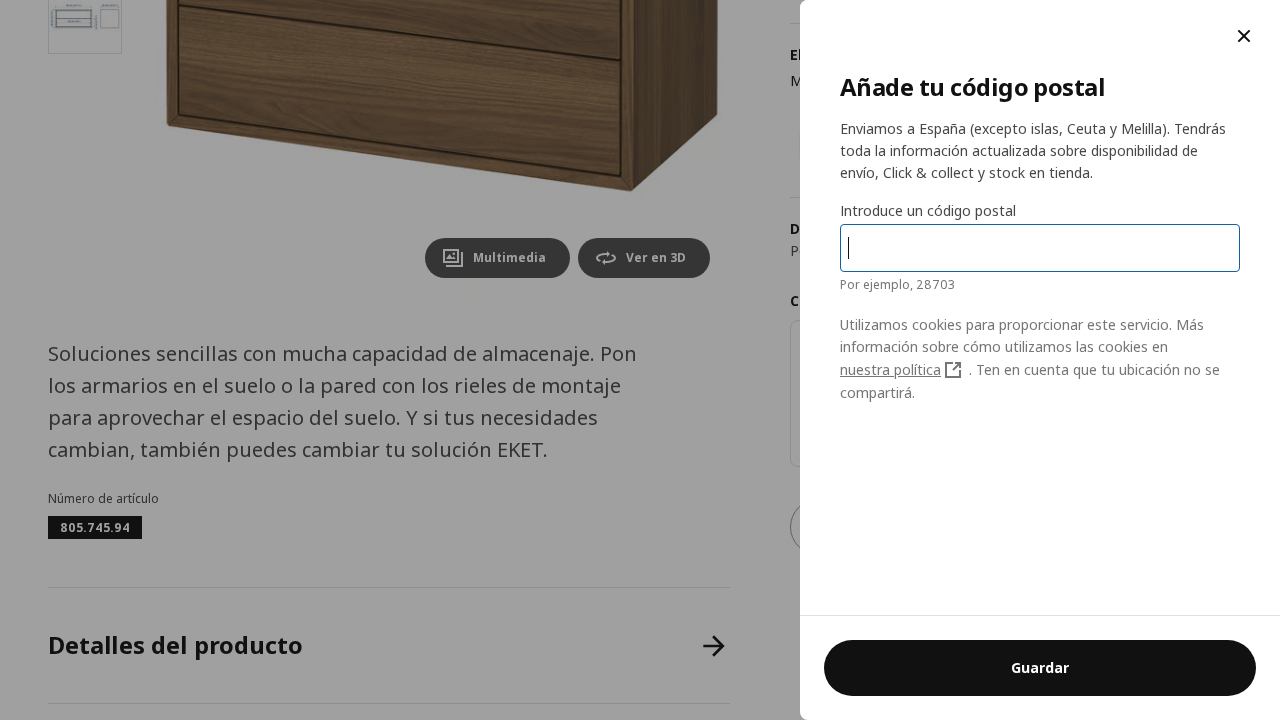 Multimedia
Ver en 3D
Soluciones sencillas con mucha capacidad de almacenaje. Pon
los armarios en el suelo o la pared con los rieles de montaje
para aprovechar el espacio del suelo. Y si tus necesidades
cambian, también puedes cambiar tu solución EKET.
Número de artículo
805.745.94
Detalles del producto
Añade tu código postal
Enviamos a España (excepto islas, Ceuta y Melilla). Tendrás
toda la información actualizada sobre disponibilidad de
envío, Click & collect y stock en tienda.
Introduce un código postal
Por ejemplo, 28703
Utilizamos cookies para proporcionar este servicio. Más
información sobre cómo utilizamos las cookies en
nuestra política . Ten en cuenta que tu ubicación no se
compartirá.
Guardar